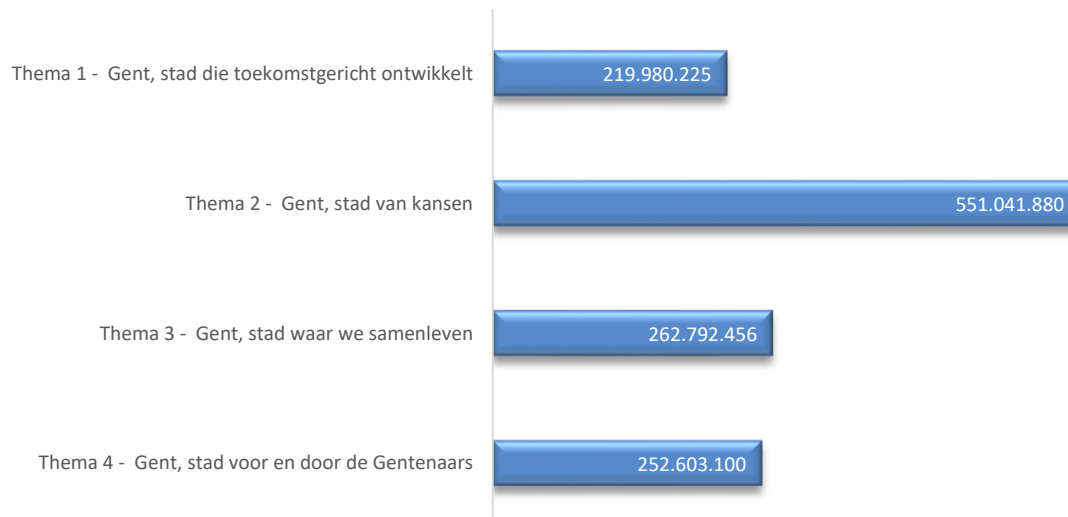 Thema 1 -  Gent, stad die toekomstgericht ontwikkelt 219.980.225
Thema 2 -  Gent, stad van kansen 551.041.880
Thema 3 -  Gent, stad waar we samenleven 262.792.456
Thema 4 -  Gent, stad voor en door de Gentenaars 252.603.100